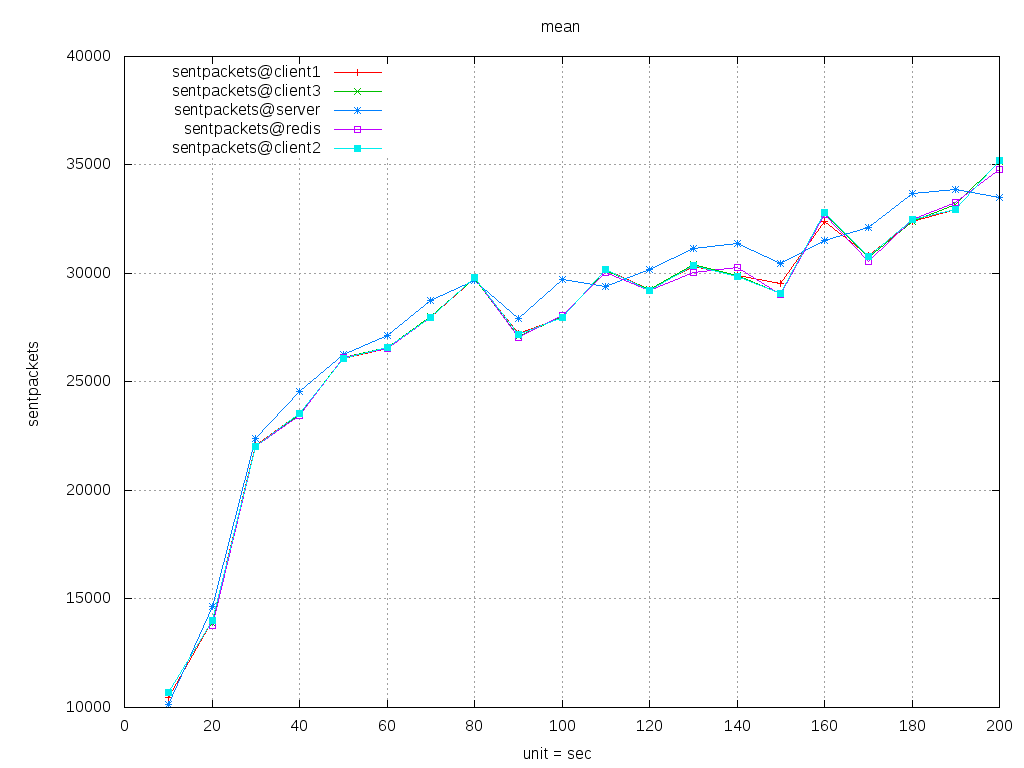 mean
40000
35000
30000
25000
20000
15000
10000
sentpackets
sentpackets@client1
sentpackets@client3
sentpackets@server
sentpackets@redis
sentpackets@client2
0 20 40 60 80 100 120 140 160 180 200
unit = sec